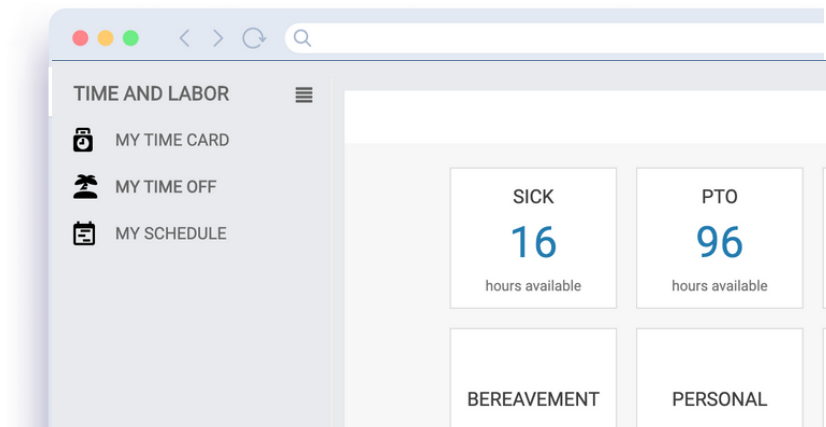 TIME AND LABOR
MY TIME CARD
MY TIME OFF
MY SCHEDULE
SICK
16
hours available
PTO
96
hours available
BEREAVEMENT
PERSONAL